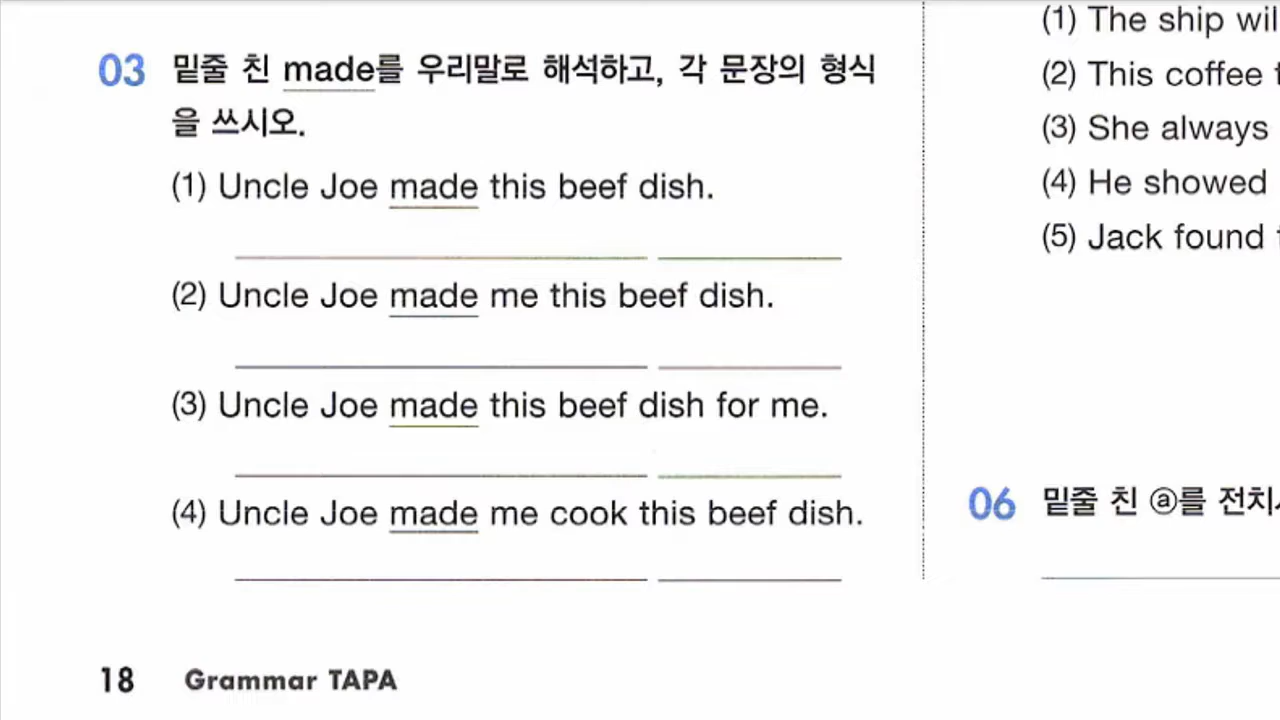 03 밑줄 친 made를 우리말로 해석하고, 각 문장의 형식
을 쓰시오.
(1) Uncle Joe made this beef dish.
(2) Uncle Joe made me this beef dish.
(3) Uncle Joe made this beef dish for me.
(4) Uncle Joe made me cook this beef dish.
18 Grammar TAPA
(1) The ship
(2) This coffee
(3) She always
(4) He showed
(5) Jack found
06 밑줄 친 ⓐ를